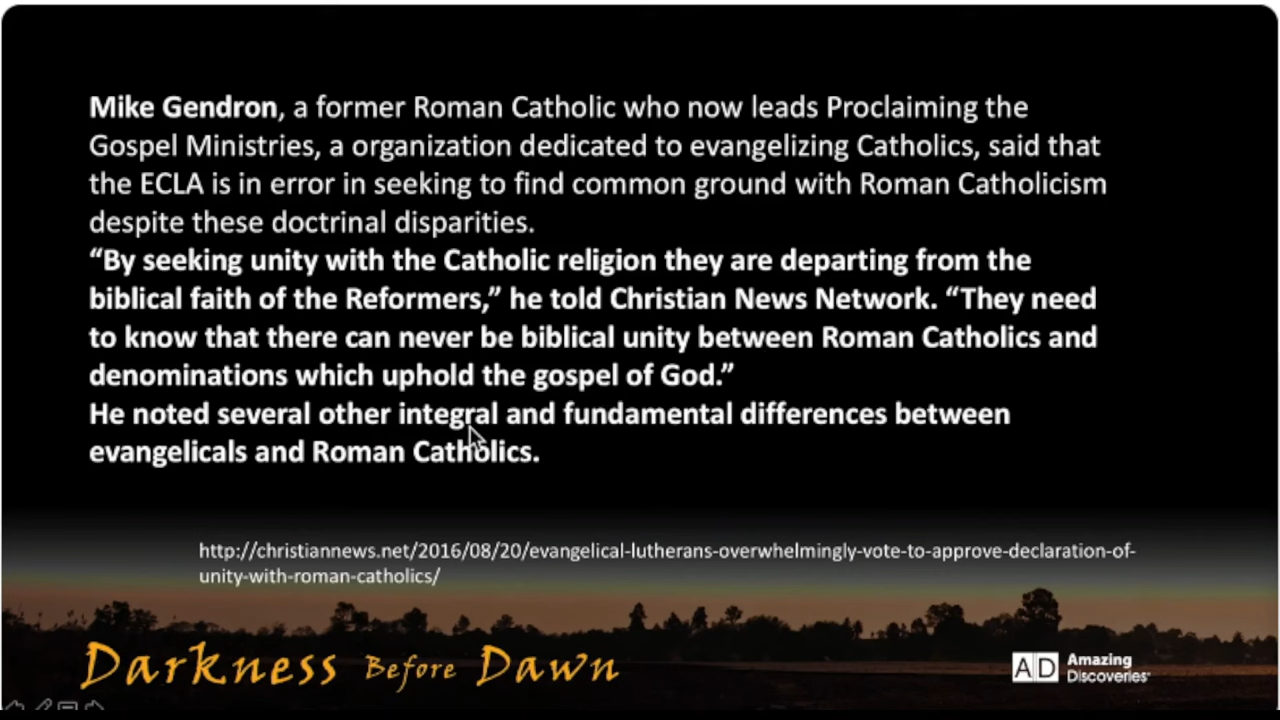 Mike Gendron, a former Roman Catholic who now leads Proclaiming the
Gospel Ministries, a organization dedicated to evangelizing Catholics, said that
the ECLA is in error in seeking to find common ground with Roman Catholicism
despite these doctrinal disparities.
“By seeking unity with the Catholic religion they are departing from the
biblical faith of the Reformers,” he told Christian News Network. “They need
to know that there can never be biblical unity between Roman Catholics and
denominations which uphold the gospel of God.”
He noted several other integral and fundamental differences between
evangelicals and Roman Catholics.
http://christiannews.net/2016/08/20/evangelical-lutherans-overwhelmingly-vote-to-approve-declaration-of-
unity-with-roman-catholics/
Darkness Before Dawn
AD Amazing
Discoveries